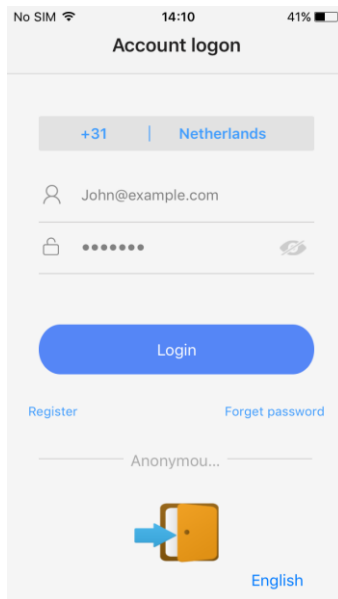 No SIM 14:10 41%
Account logon
+31 | Netherlands
John@example.com
•••••••
Login
Register Forget password
Anonymou...
English